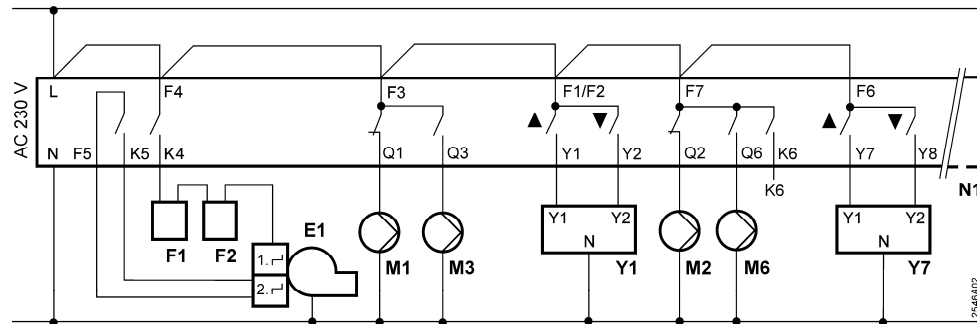 AC 230 V
L F4 F3 F1/F2 F7 F6
N F5 K5 K4 Q1 Q3 Y1 Y2 Q2 Q6 K6 Y7 Y8
K6 N1
Y1 Y2 Y1 Y2
N N
F1 F2 E1 M1 M3 Y1 M2 M6 Y7
1.
2.
2546A02